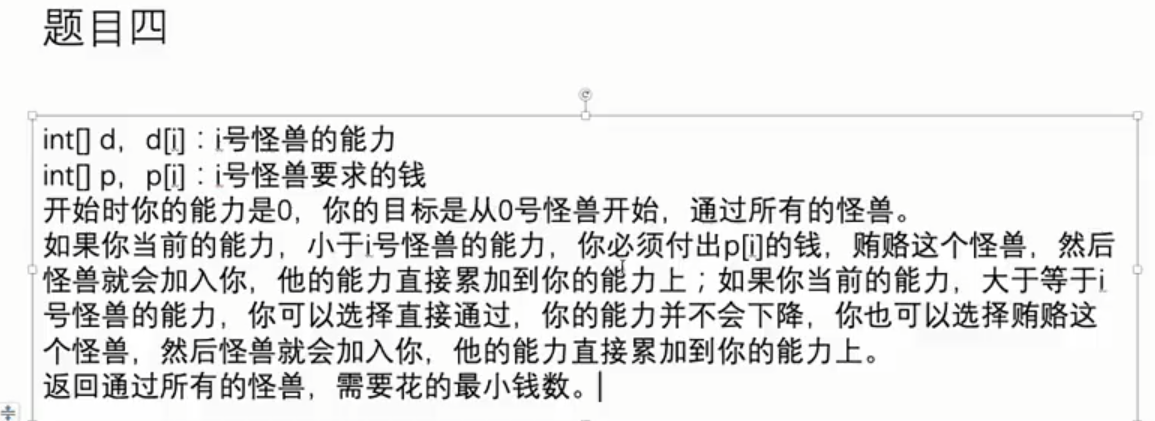 题目四
int[] d，d[i]：i号怪兽的能力
int[] p，p[i]：i号怪兽要求的钱
开始时你的能力是0，你的目标是从0号怪兽开始，通过所有的怪兽。
如果你当前的能力，小于i号怪兽的能力，你必须付出p[i]的钱，贿赂这个怪兽，然后
怪兽就会加入你，他的能力直接累加到你的能力上；如果你当前的能力，大于等于i
号怪兽的能力，你可以选择直接通过，你的能力并不会下降，你也可以选择贿赂这
个怪兽，然后怪兽就会加入你，他的能力直接累加到你的能力上。
返回通过所有的怪兽，需要花的最小钱数。